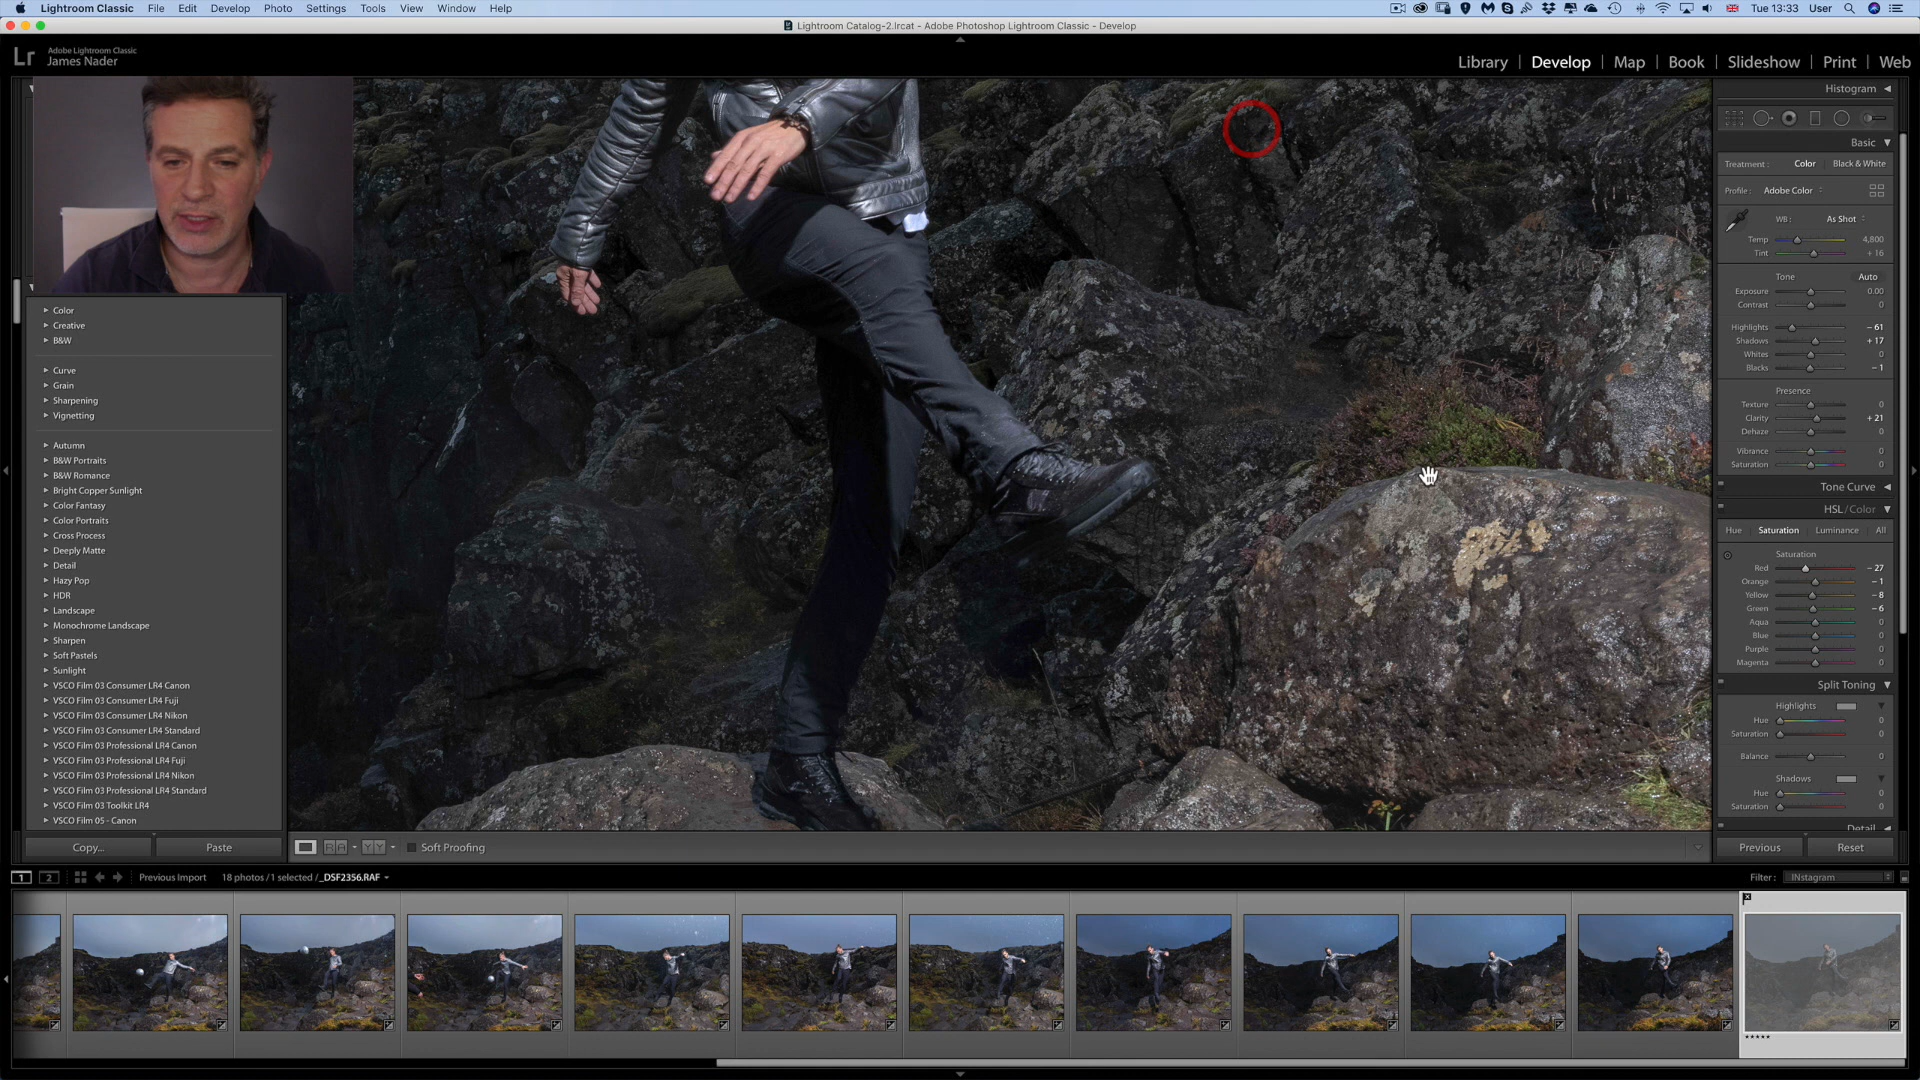 Lightroom Classic File Edit Develop Photo Settings Tools View Window Help Tue 13:33 User
Lightroom Catalog-2.lrcat - Adobe Photoshop Lightroom Classic - Develop
Lr Adobe Lightroom Classic
James Nader
Library | Develop | Map | Book | Slideshow | Print | Web
Color
Creative
B&W
Curve
Grain
Sharpening
Vignetting
Autumn
B&W Portraits
B&W Romance
Bright Copper Sunlight
Color Fantasy
Color Portraits
Cross Process
Deeply Matte
Detail
Hazy Pop
HDR
Landscape
Monochrome Landscape
Sharpen
Soft Pastels
Sunlight
VSCO Film 03 Consumer LR4 Canon
VSCO Film 03 Consumer LR4 Fuji
VSCO Film 03 Consumer LR4 Nikon
VSCO Film 03 Consumer LR4 Standard
VSCO Film 03 Professional LR4 Canon
VSCO Film 03 Professional LR4 Fuji
VSCO Film 03 Professional LR4 Nikon
VSCO Film 03 Professional LR4 Standard
VSCO Film 03 Toolkit LR4
VSCO Film 05 - Canon
Copy... Paste
Histogram
Basic
Treatment : Color Black & White
Profile : Adobe Color
WB : As Shot
Temp 4,800
Tint + 16
Tone Auto
Exposure 0.00
Contrast 0
Highlights - 61
Shadows + 17
Whites 0
Blacks - 1
Presence
Texture 0
Clarity + 21
Dehaze 0
Vibrance 0
Saturation 0
Tone Curve
HSL / Color
Hue Saturation Luminance All
Saturation
Red - 27
Orange - 1
Yellow - 8
Green - 6
Aqua 0
Blue 0
Purple 0
Magenta 0
Split Toning
Highlights
Hue 0
Saturation 0
Balance 0
Shadows
Hue 0
Saturation 0
Detail
Previous Reset
RA YY Soft Proofing
1 2 Previous Import 18 photos / 1 selected / _DSF2356.RAF Filter : INstagram
★★★★★